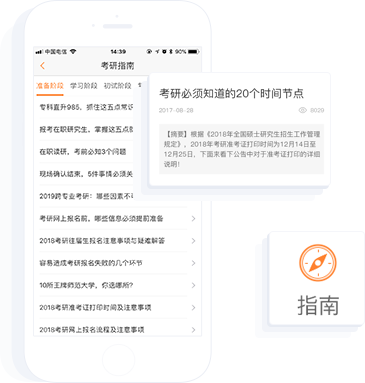 中国电信
14:39
90%
考研指南
准备阶段 学习阶段 初试阶段
专科直升985，抓住这五点常识
报考在职研究生，掌握这五点
在职读研，考前必知3个问题
现场确认结束，5件事情必须关
2019跨专业考研：哪些因素不
考研网上报名前，哪些信息必须提前准备
2018考研往届生报名注意事项与疑难解答
容易造成考研报名失败的几个环节
10所王牌师范大学，你选哪所？
2018考研准考证打印时间及注意事项
2018考研网上报名流程及注意事项
考研必须知道的20个时间节点
2017-08-28
8029
【摘要】根据《2018年全国硕士研究生招生工作管理
规定》，2018年考研准考证打印时间为12月14日至
12月25日，下面来看下公告中对于准考证打印的详细
说明！
指南